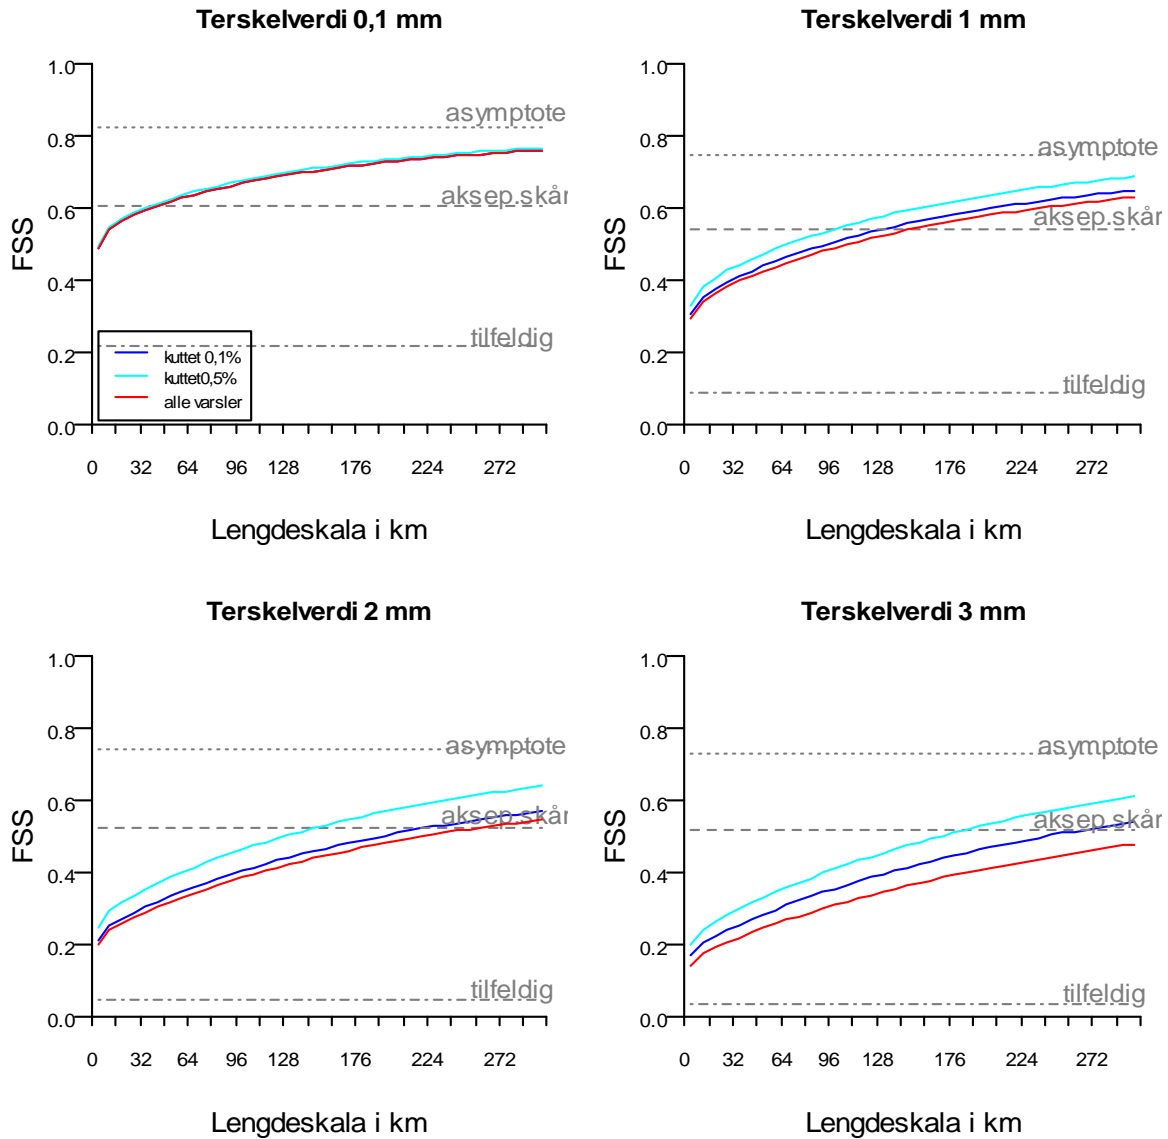 Terskelverdi 0,1 mm
FSS
1.0
0.8
0.6
0.4
0.2
0.0
asymptote
aksep.skår
tilfeldig
kuttet 0,1%
kuttet0,5%
alle varsler
0 32 64 96 128 176 224 272
Lengdeskala i km
Terskelverdi 1 mm
FSS
1.0
0.8
0.6
0.4
0.2
0.0
asymptote
aksep.skår
tilfeldig
0 32 64 96 128 176 224 272
Lengdeskala i km
Terskelverdi 2 mm
FSS
1.0
0.8
0.6
0.4
0.2
0.0
asymptote
aksep.skår
tilfeldig
0 32 64 96 128 176 224 272
Lengdeskala i km
Terskelverdi 3 mm
FSS
1.0
0.8
0.6
0.4
0.2
0.0
asymptote
aksep.skår
tilfeldig
0 32 64 96 128 176 224 272
Lengdeskala i km